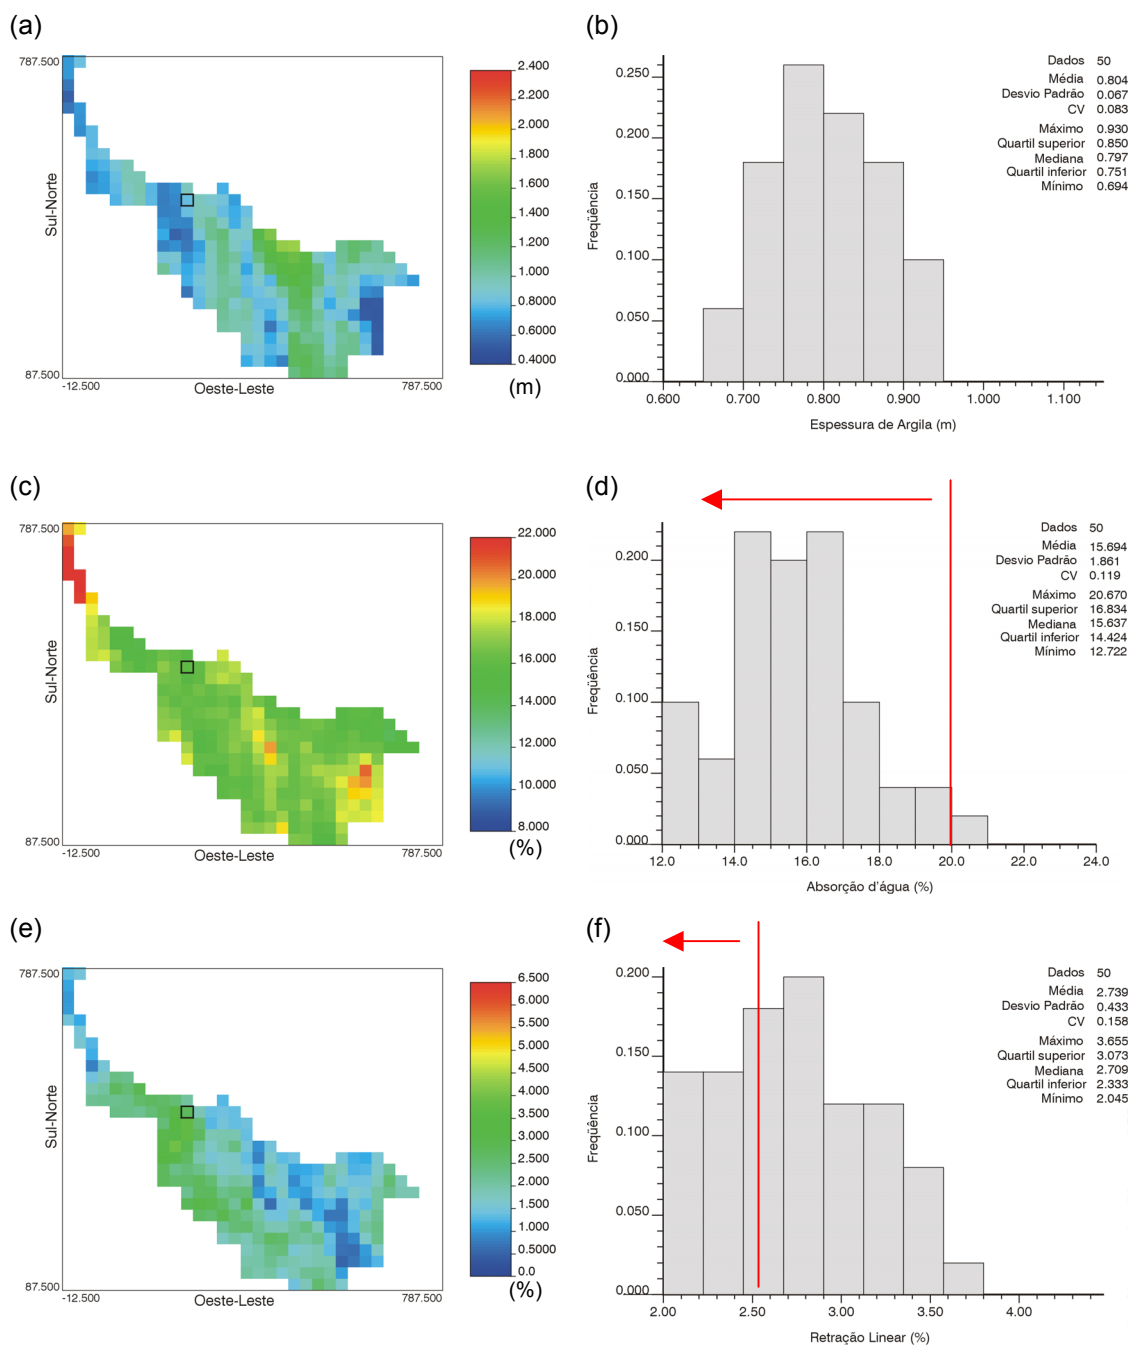 (a)
787.500
Sul-Norte
87.500
-12.500
Oeste-Leste
787.500
2.400
2.200
2.000
1.800
1.600
1.400
1.200
1.000
0.8000
0.6000
0.4000
(m)
(b)
Freqüência
0.250
0.200
0.150
0.100
0.050
0.000
0.600
0.700
0.800
0.900
1.000
1.100
Espessura de Argila (m)
Dados 50
Média 0.804
Desvio Padrão 0.067
CV 0.083
Máximo 0.930
Quartil superior 0.850
Mediana 0.797
Quartil inferior 0.751
Mínimo 0.694
(c)
787.500
Sul-Norte
87.500
-12.500
Oeste-Leste
787.500
22.000
20.000
18.000
16.000
14.000
12.000
10.000
8.000
(%)
(d)
Freqüência
0.200
0.150
0.100
0.050
0.000
12.0
14.0
16.0
18.0
20.0
22.0
24.0
Absorção d'água (%)
Dados 50
Média 15.694
Desvio Padrão 1.861
CV 0.119
Máximo 20.670
Quartil superior 16.834
Mediana 15.637
Quartil inferior 14.424
Mínimo 12.722
(e)
787.500
Sul-Norte
87.500
-12.500
Oeste-Leste
787.500
6.500
6.000
5.500
5.000
4.500
4.000
3.500
3.000
2.500
2.000
1.500
1.000
0.5000
0.0
(%)
(f)
Freqüência
0.200
0.150
0.100
0.050
0.000
2.00
2.50
3.00
3.50
4.00
Retração Linear (%)
Dados 50
Média 2.739
Desvio Padrão 0.433
CV 0.158
Máximo 3.655
Quartil superior 3.073
Mediana 2.709
Quartil inferior 2.333
Mínimo 2.045